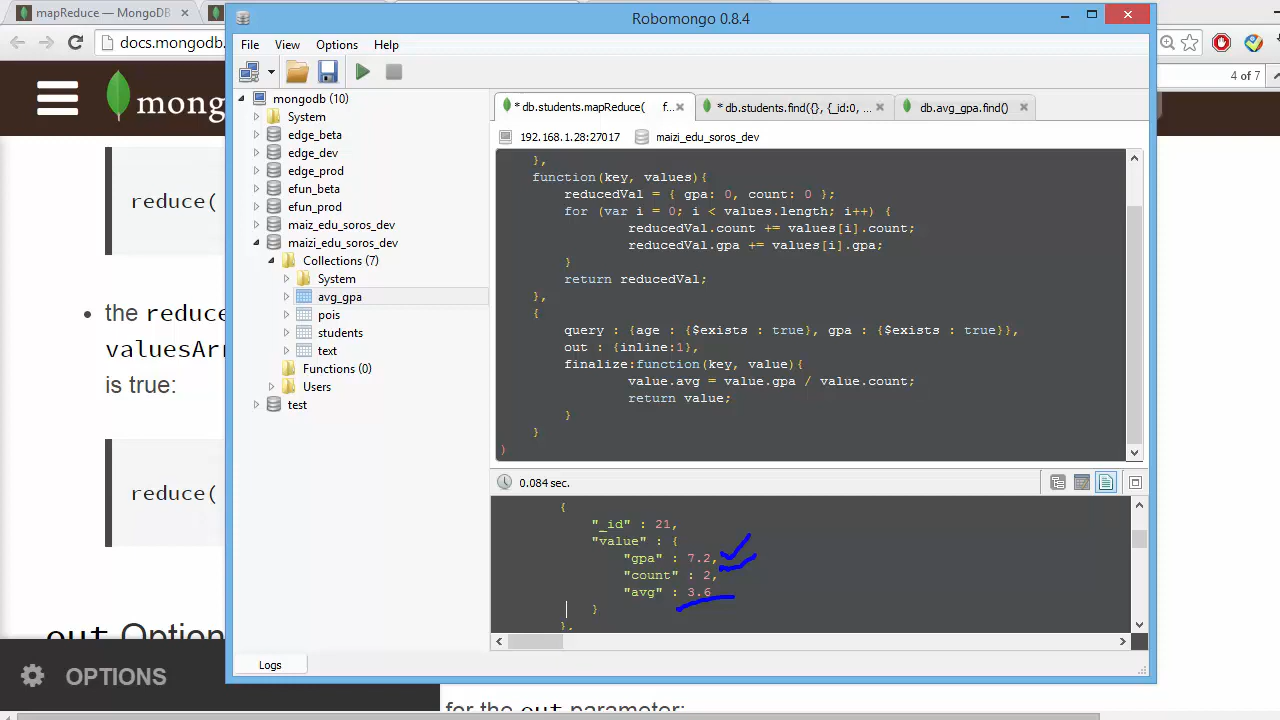 mapReduce — MongoDB
docs.mongodb.
4 of 7
mong
reduce(
the reduce
valuesArr
is true:
reduce(
out Option
OPTIONS
for the out parameter:
Robomongo 0.8.4
File View Options Help
mongodb (10)
System
edge_beta
edge_dev
edge_prod
efun_beta
efun_prod
maiz_edu_soros_dev
maizi_edu_soros_dev
Collections (7)
System
avg_gpa
pois
students
text
Functions (0)
Users
test
Logs
* db.students.mapReduce( f...
* db.students.find({}, {_id:0, ...
db.avg_gpa.find()
192.168.1.28:27017 maizi_edu_soros_dev
},
function(key, values){
reducedVal = { gpa: 0, count: 0 };
for (var i = 0; i < values.length; i++) {
reducedVal.count += values[i].count;
reducedVal.gpa += values[i].gpa;
}
return reducedVal;
},
{
query : {age : {$exists : true}, gpa : {$exists : true}},
out : {inline:1},
finalize:function(key, value){
value.avg = value.gpa / value.count;
return value;
}
}
)
0.084 sec.
{
"_id" : 21,
"value" : {
"gpa" : 7.2,
"count" : 2,
"avg" : 3.6
}
},